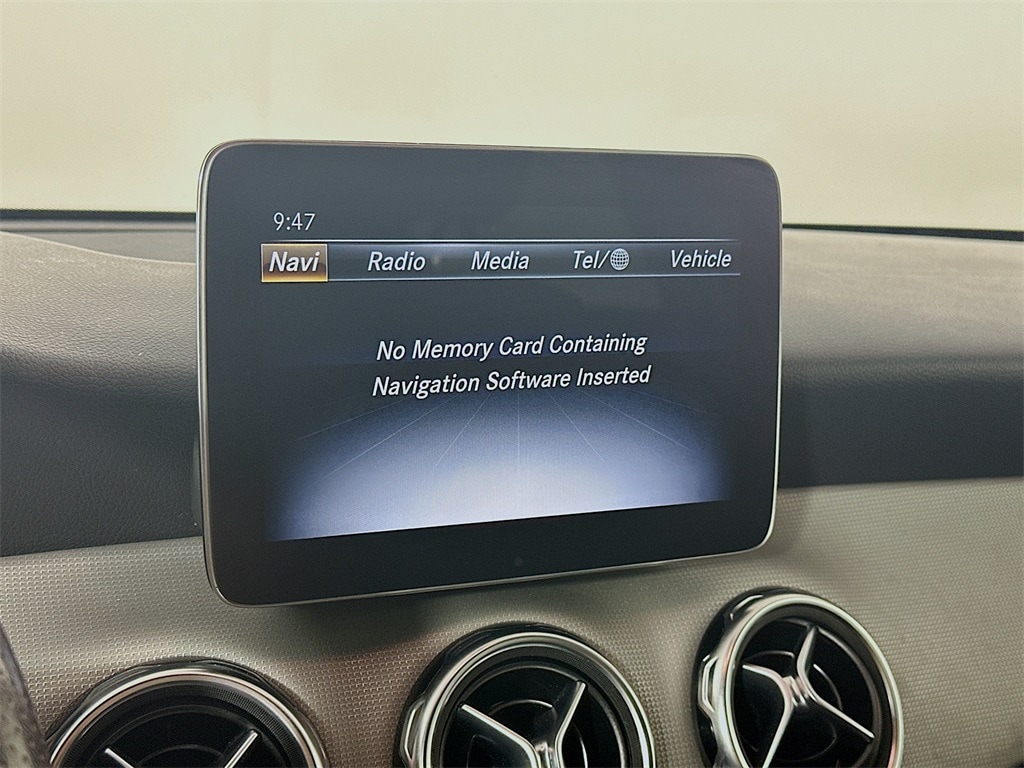 9:47
Navi Radio Media Tel/ Vehicle
No Memory Card Containing
Navigation Software Inserted